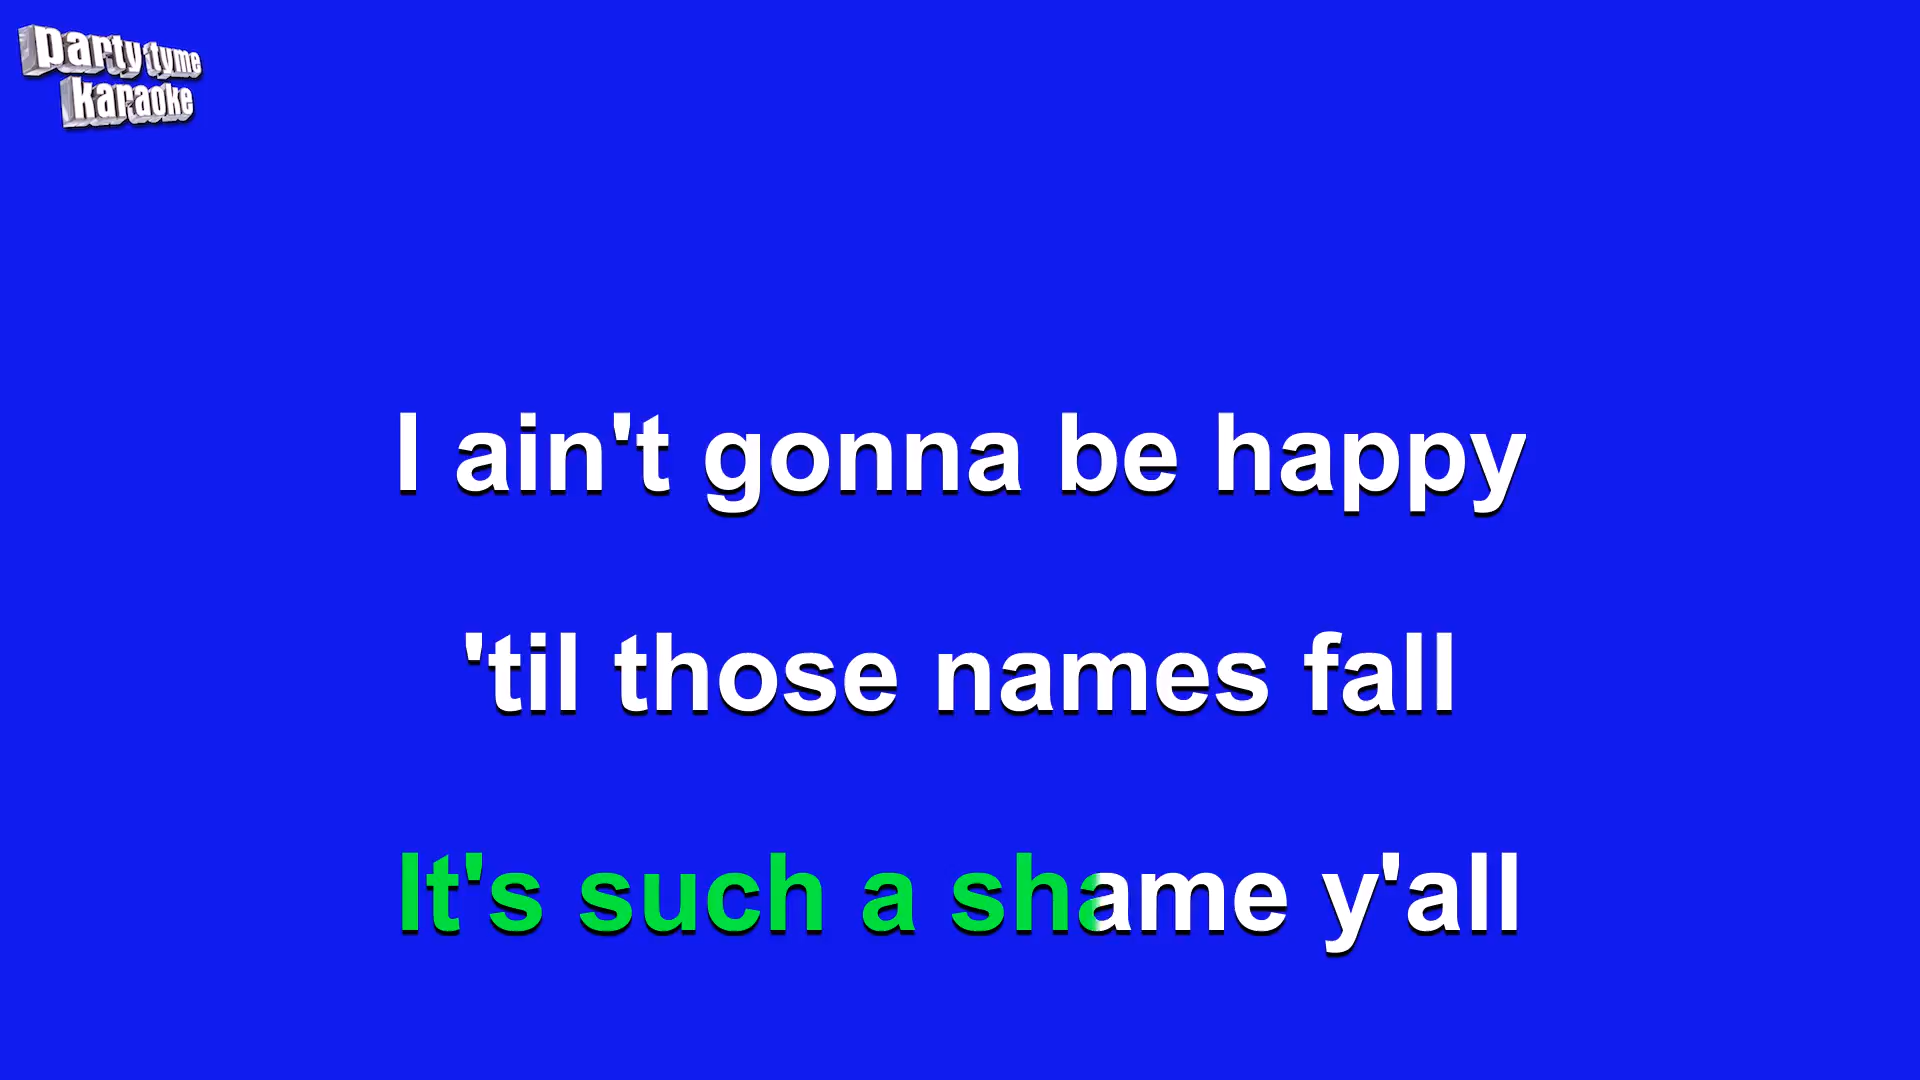 party tyme
karaoke
I ain't gonna be happy
'til those names fall
It's such a shame y'all